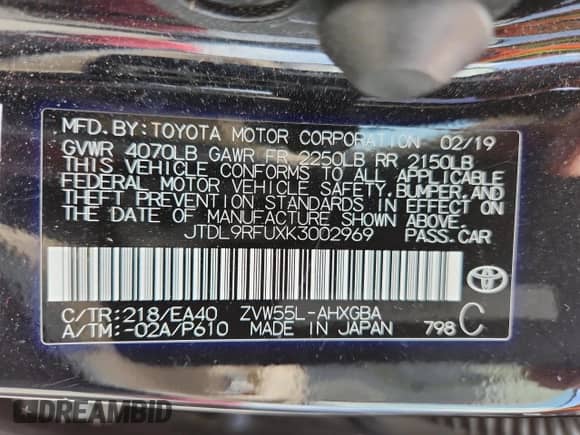 MFD. BY: TOYOTA MOTOR CORPORATION 02/19
GVWR 4070LB GAWR FR 2250LB RR 2150LB
THIS VEHICLE CONFORMS TO ALL APPLICABLE
FEDERAL MOTOR VEHICLE SAFETY, BUMPER, AND
THEFT PREVENTION STANDARDS IN EFFECT ON
THE DATE OF MANUFACTURE SHOWN ABOVE.
JTDL9RFUXK3002969 PASS. CAR
C/TR: 218/EA40 ZVW55L-AHXGBA
A/TM: -02A/P610 MADE IN JAPAN 798 C
TOYOTA
DREAMBID